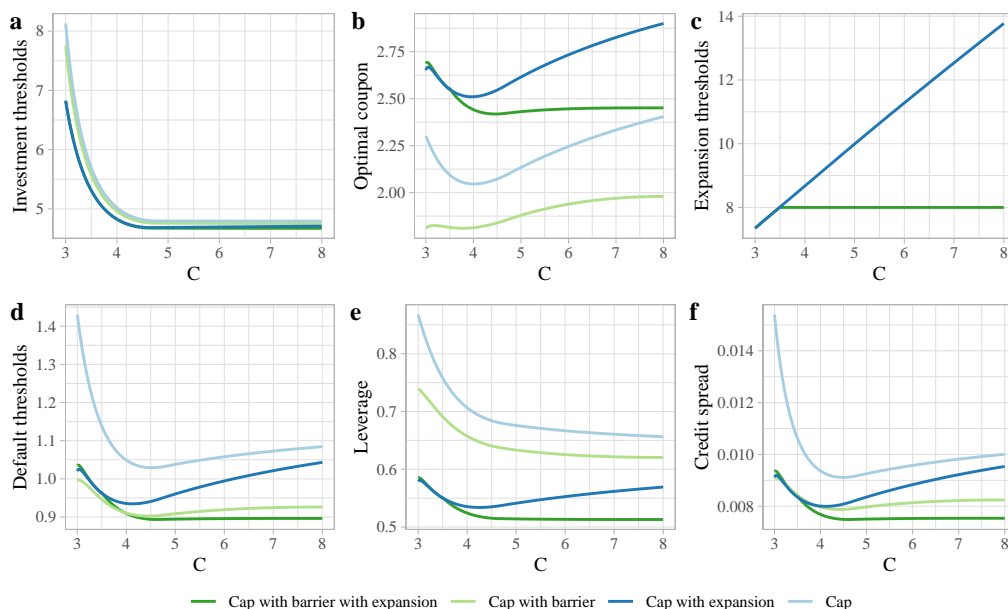 a
b
c
Investment thresholds
8
7
6
5
3 4 5 6 7 8
C
Optimal coupon
2.75
2.50
2.25
2.00
3 4 5 6 7 8
C
Expansion thresholds
14
12
10
8
3 4 5 6 7 8
C
d
e
f
Default thresholds
1.4
1.3
1.2
1.1
1.0
0.9
3 4 5 6 7 8
C
Leverage
0.8
0.7
0.6
0.5
3 4 5 6 7 8
C
Credit spread
0.014
0.012
0.010
0.008
3 4 5 6 7 8
C
Cap with barrier with expansion Cap with barrier Cap with expansion Cap